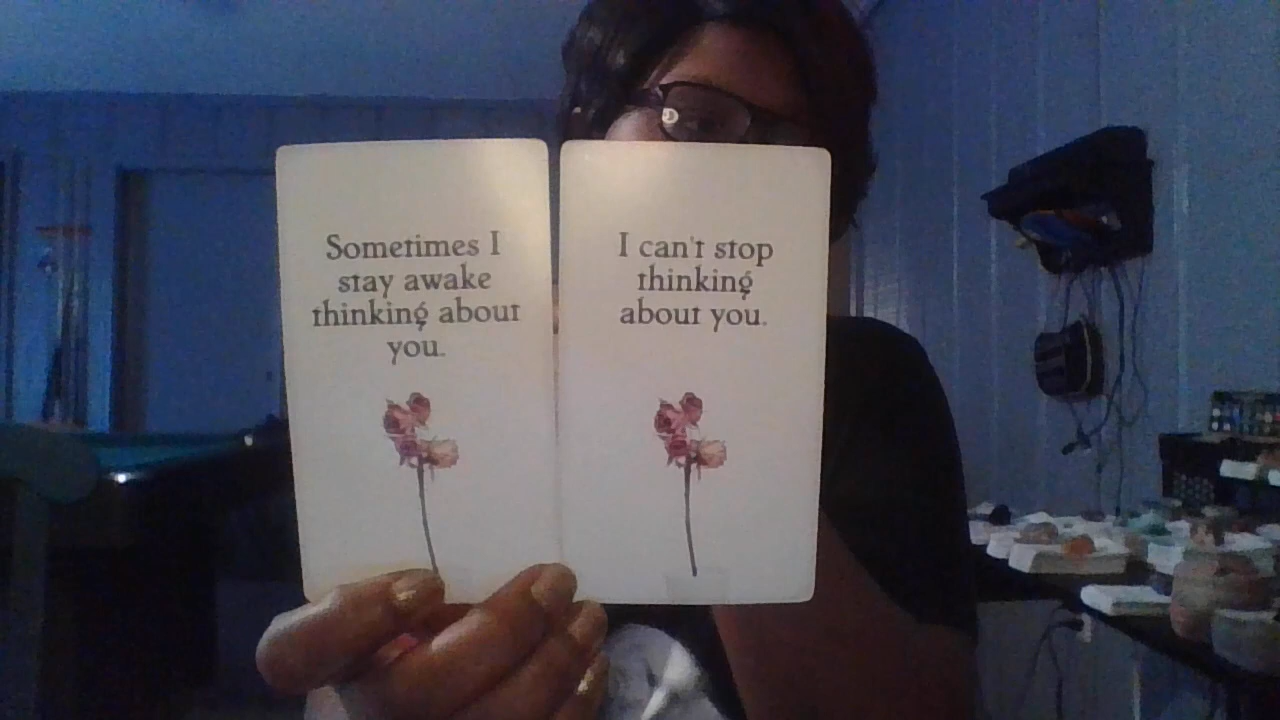 Sometimes I
stay awake
thinking about
you.
I can't stop
thinking
about you.